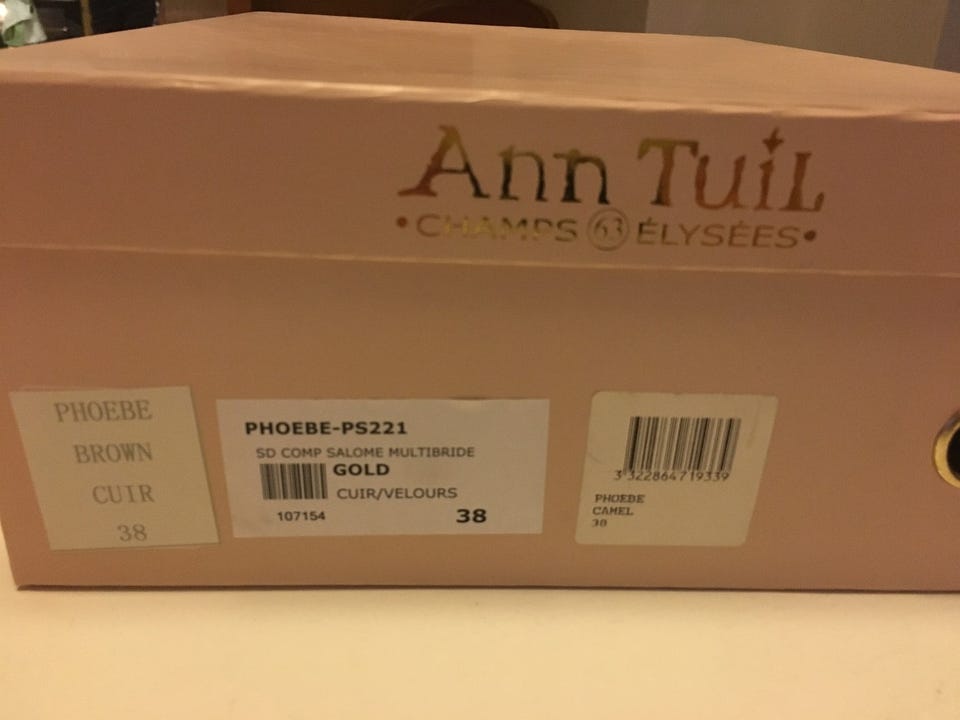 Ann Tuil
•CHAMPS 63 ÉLYSÉES•
PHOEBE
BROWN
CUIR
38
PHOEBE-PS221
SD COMP SALOME MULTIBRIDE
GOLD
CUIR/VELOURS
107154 38
3 322864 719339
PHOEBE
CAMEL
38